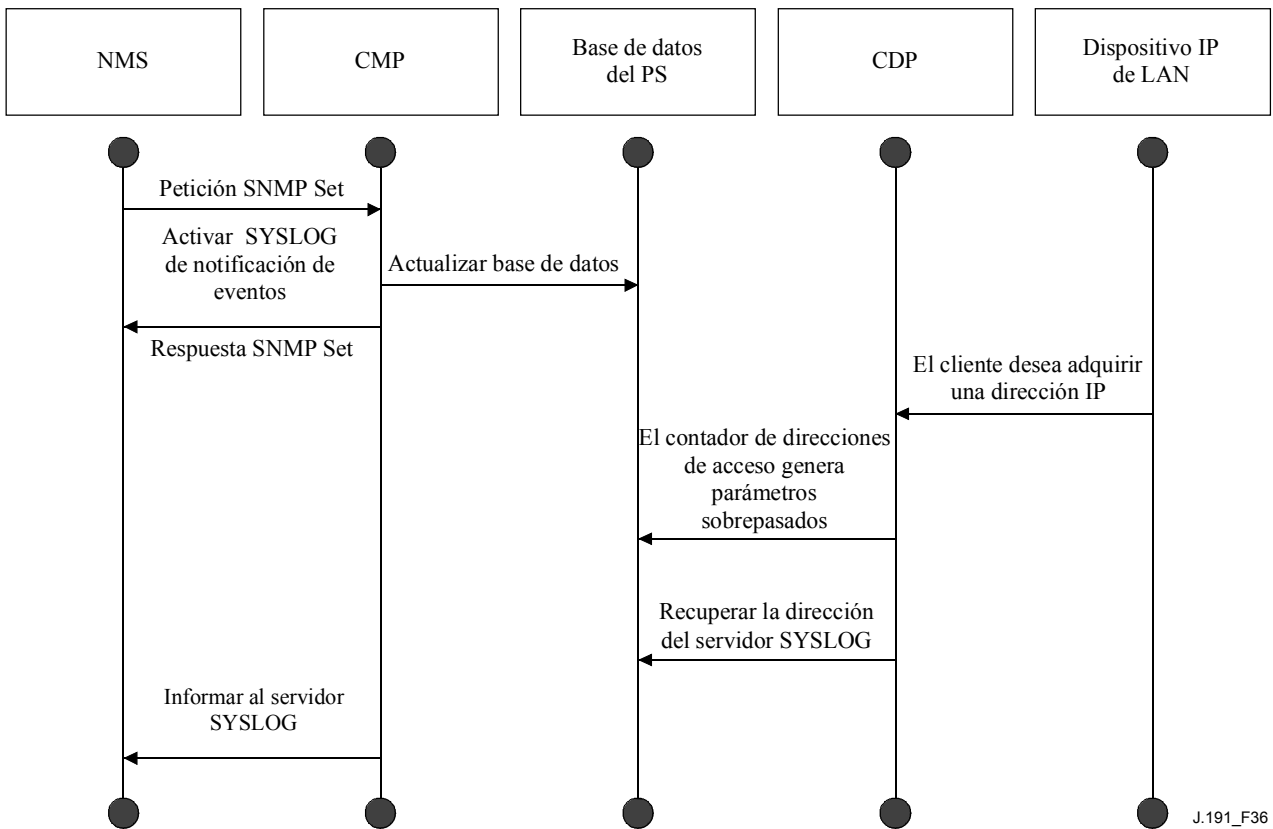 NMS
CMP
Base de datos
del PS
CDP
Dispositivo IP
de LAN
Petición SNMP Set
Activar SYSLOG
de notificación de
eventos
Actualizar base de datos
Respuesta SNMP Set
El cliente desea adquirir
una dirección IP
El contador de direcciones
de acceso genera
parámetros
sobrepasados
Recuperar la dirección
del servidor SYSLOG
Informar al servidor
SYSLOG
J.191_F36